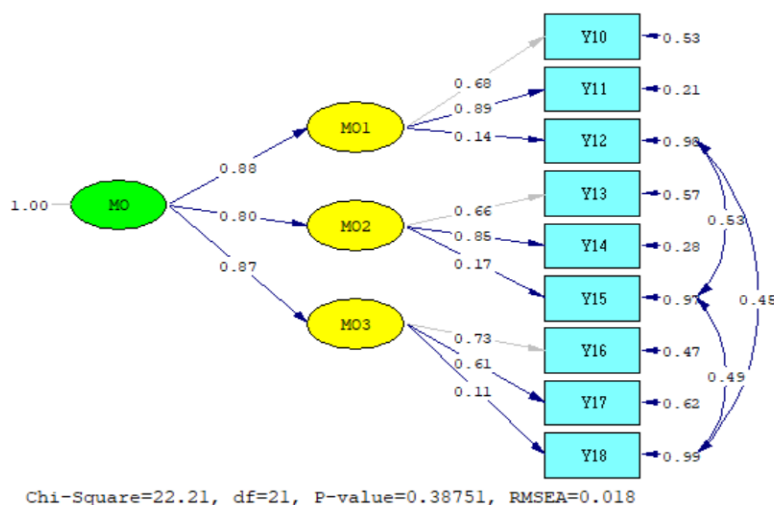 Y10
0.53
0.68
Y11
0.21
0.89
MO1
0.14
Y12
0.98
0.88
Y13
0.57
1.00
MO
0.80
0.66
0.53
MO2
0.85
Y14
0.28
0.87
0.17
Y15
0.97
0.48
MO3
0.73
Y16
0.47
0.61
0.49
0.11
Y17
0.62
Y18
0.99
Chi-Square=22.21, df=21, P-value=0.38751, RMSEA=0.018